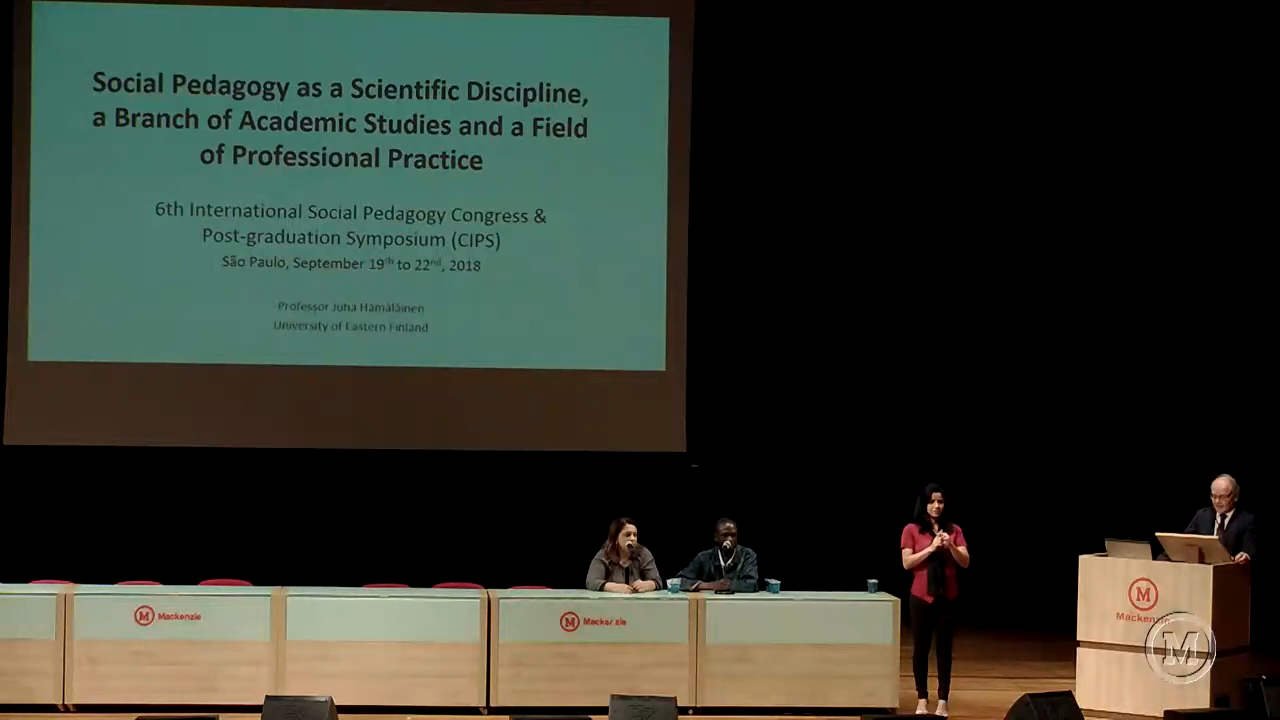 Social Pedagogy as a Scientific Discipline,
a Branch of Academic Studies and a Field
of Professional Practice
6th International Social Pedagogy Congress &
Post-graduation Symposium (CIPS)
São Paulo, September 19th to 22nd, 2018
Professor Juha Hämäläinen
University of Eastern Finland
M Mackenzie
M Mackenzie
M
Mackenzie
M